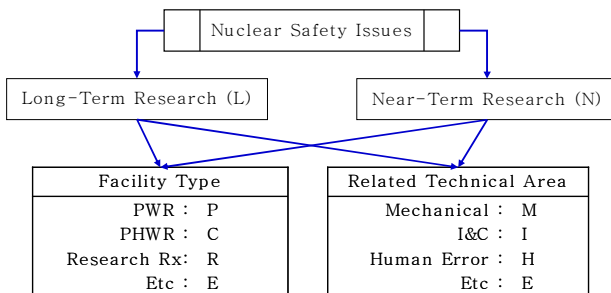 Nuclear Safety Issues
Long-Term Research (L)
Near-Term Research (N)
Facility Type
PWR : P
PHWR : C
Research Rx: R
Etc : E
Related Technical Area
Mechanical : M
I&C : I
Human Error : H
Etc : E